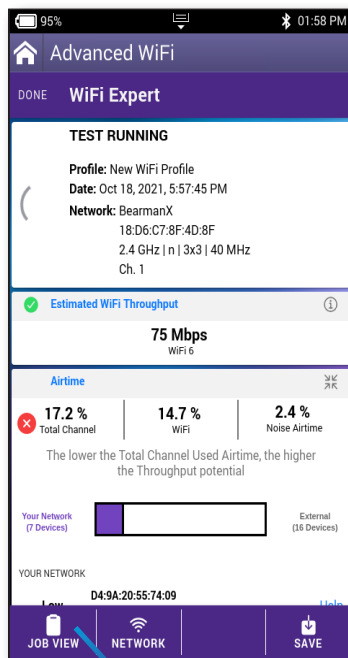 95%
01:58 PM
Advanced WiFi
DONE WiFi Expert
TEST RUNNING
Profile: New WiFi Profile
Date: Oct 18, 2021, 5:57:45 PM
Network: BearmanX
18:D6:C7:8F:4D:8F
2.4 GHz | n | 3x3 | 40 MHz
Ch. 1
Estimated WiFi Throughput
75 Mbps
WiFi 6
Airtime
17.2 % 14.7 % 2.4 %
Total Channel WiFi Noise Airtime
The lower the Total Channel Used Airtime, the higher
the Throughput potential
Your Network External
(7 Devices) (16 Devices)
YOUR NETWORK
D4:9A:20:55:74:09
Low Help
JOB VIEW NETWORK SAVE